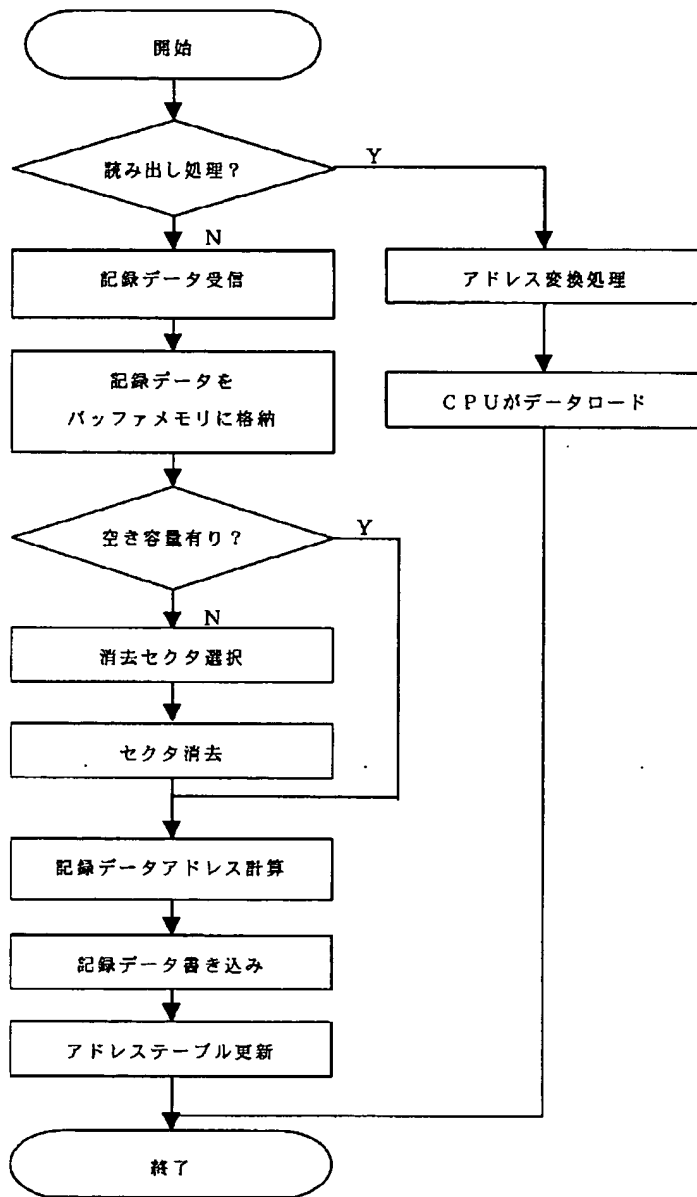 開始
読み出し処理?
Y
N
記録データ受信
アドレス変換処理
記録データを
バッファメモリに格納
CPUがデータロード
空き容量有り?
Y
N
消去セクタ選択
セクタ消去
記録データアドレス計算
記録データ書き込み
アドレステーブル更新
終了